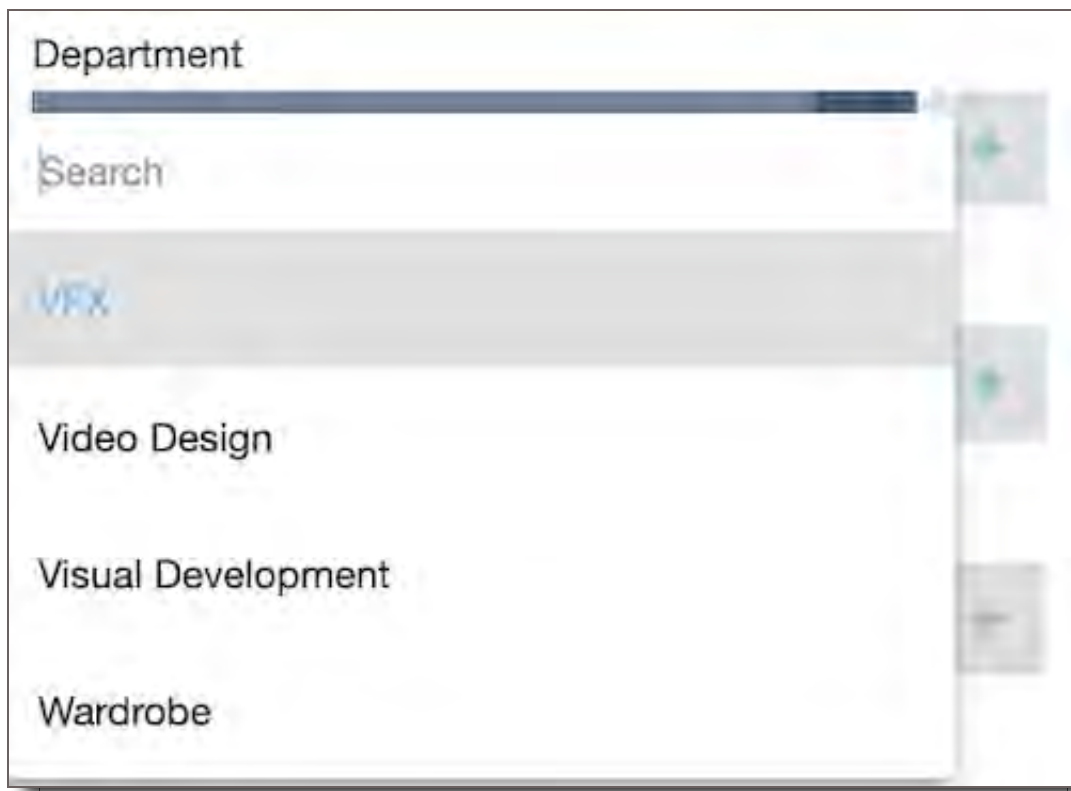 Department
Search
VFX
Video Design
Visual Development
Wardrobe